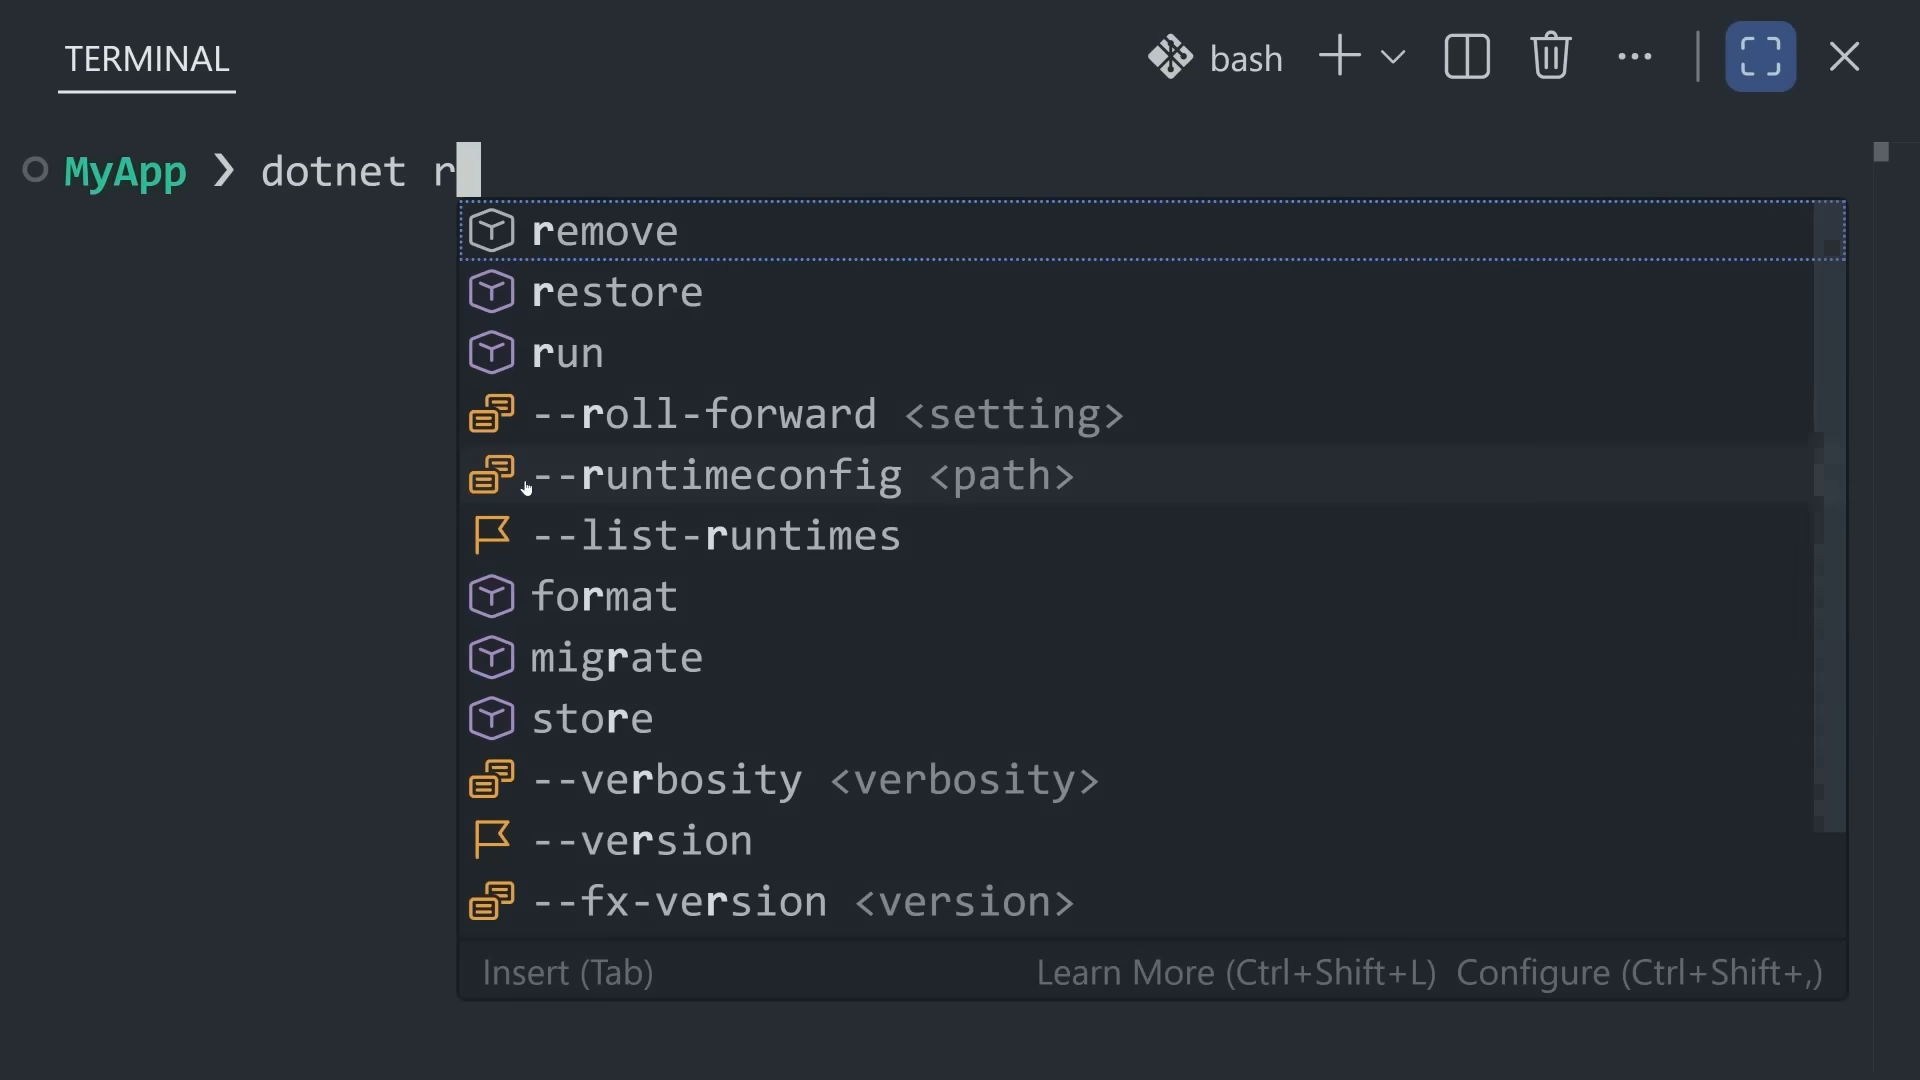 TERMINAL
bash
MyApp ❯ dotnet r
remove
restore
run
--roll-forward <setting>
--runtimeconfig <path>
--list-runtimes
format
migrate
store
--verbosity <verbosity>
--version
--fx-version <version>
Insert (Tab)
Learn More (Ctrl+Shift+L) Configure (Ctrl+Shift+,)